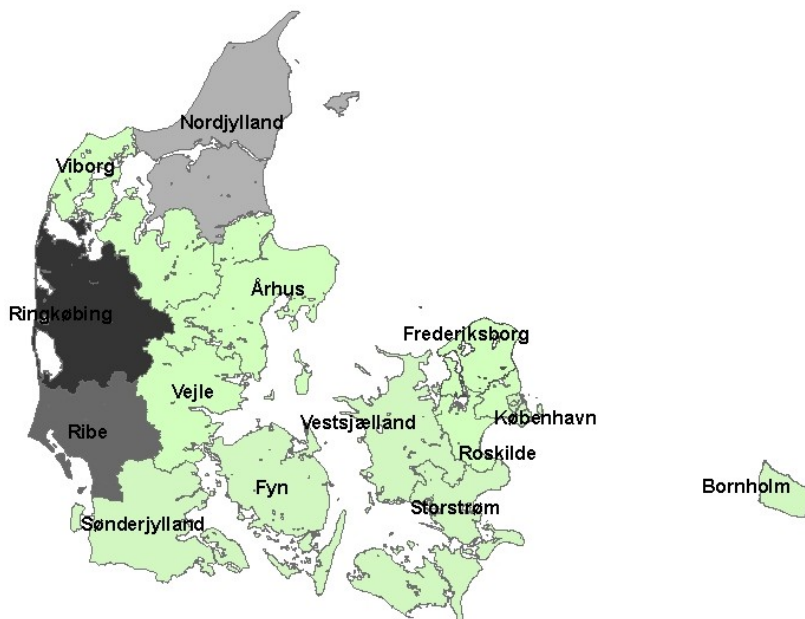 Nordjylland
Viborg
Århus
Ringkøbing
Frederiksborg
Vejle
København
Vestsjælland
Ribe
Roskilde
Bornholm
Fyn
Storstrøm
Sønderjylland